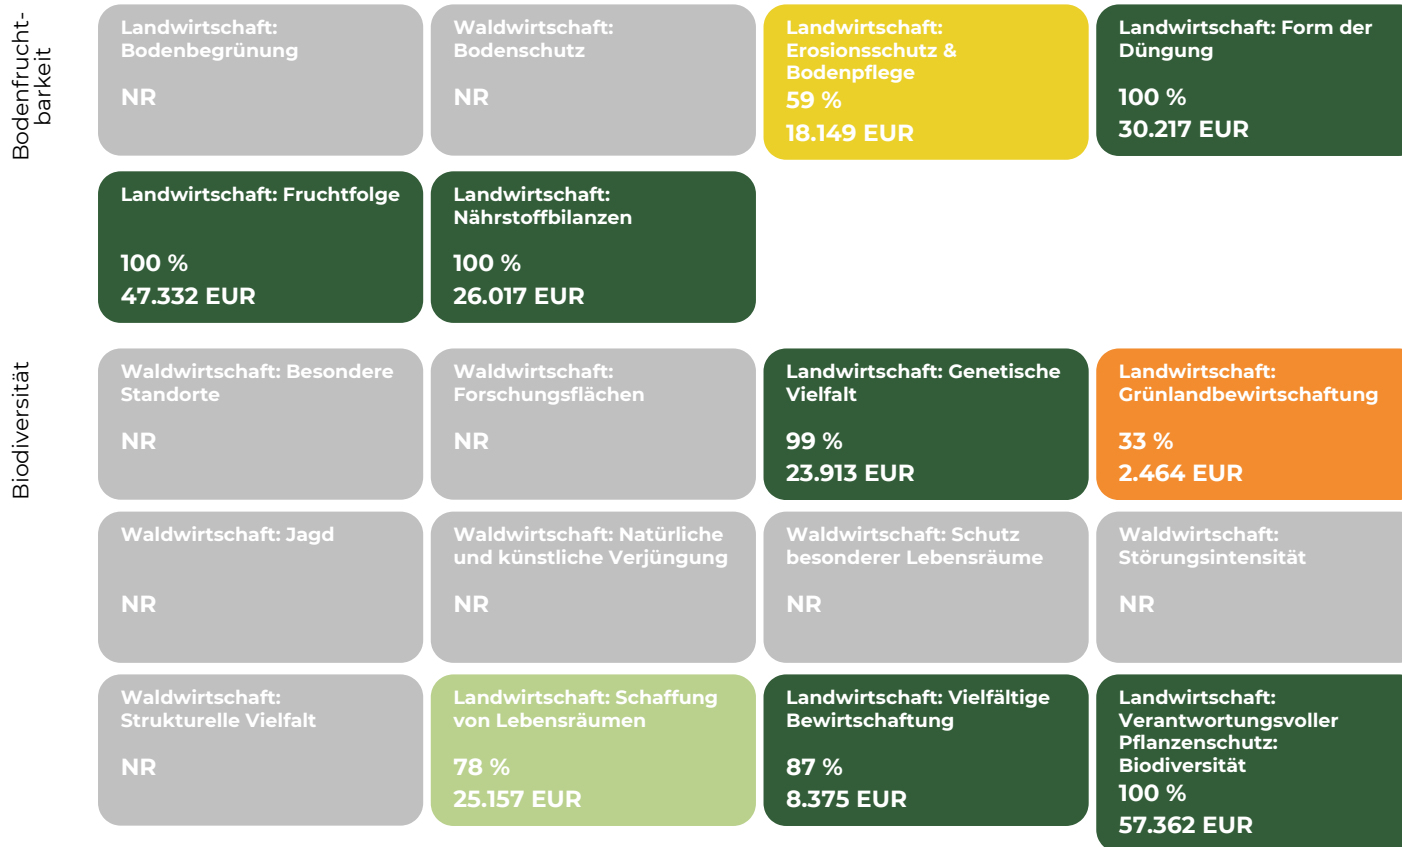 Bodenfrucht-
barkeit
Landwirtschaft:
Bodenbegrünung
NR
Waldwirtschaft:
Bodenschutz
NR
Landwirtschaft:
Erosionsschutz &
Bodenpflege
59 %
18.149 EUR
Landwirtschaft: Form der
Düngung
100 %
30.217 EUR
Landwirtschaft: Fruchtfolge
100 %
47.332 EUR
Landwirtschaft:
Nährstoffbilanzen
100 %
26.017 EUR
Biodiversität
Waldwirtschaft: Besondere
Standorte
NR
Waldwirtschaft:
Forschungsflächen
NR
Landwirtschaft: Genetische
Vielfalt
99 %
23.913 EUR
Landwirtschaft:
Grünlandbewirtschaftung
33 %
2.464 EUR
Waldwirtschaft: Jagd
NR
Waldwirtschaft: Natürliche
und künstliche Verjüngung
NR
Waldwirtschaft: Schutz
besonderer Lebensräume
NR
Waldwirtschaft:
Störungsintensität
NR
Waldwirtschaft:
Strukturelle Vielfalt
NR
Landwirtschaft: Schaffung
von Lebensräumen
78 %
25.157 EUR
Landwirtschaft: Vielfältige
Bewirtschaftung
87 %
8.375 EUR
Landwirtschaft:
Verantwortungsvoller
Pflanzenschutz:
Biodiversität
100 %
57.362 EUR